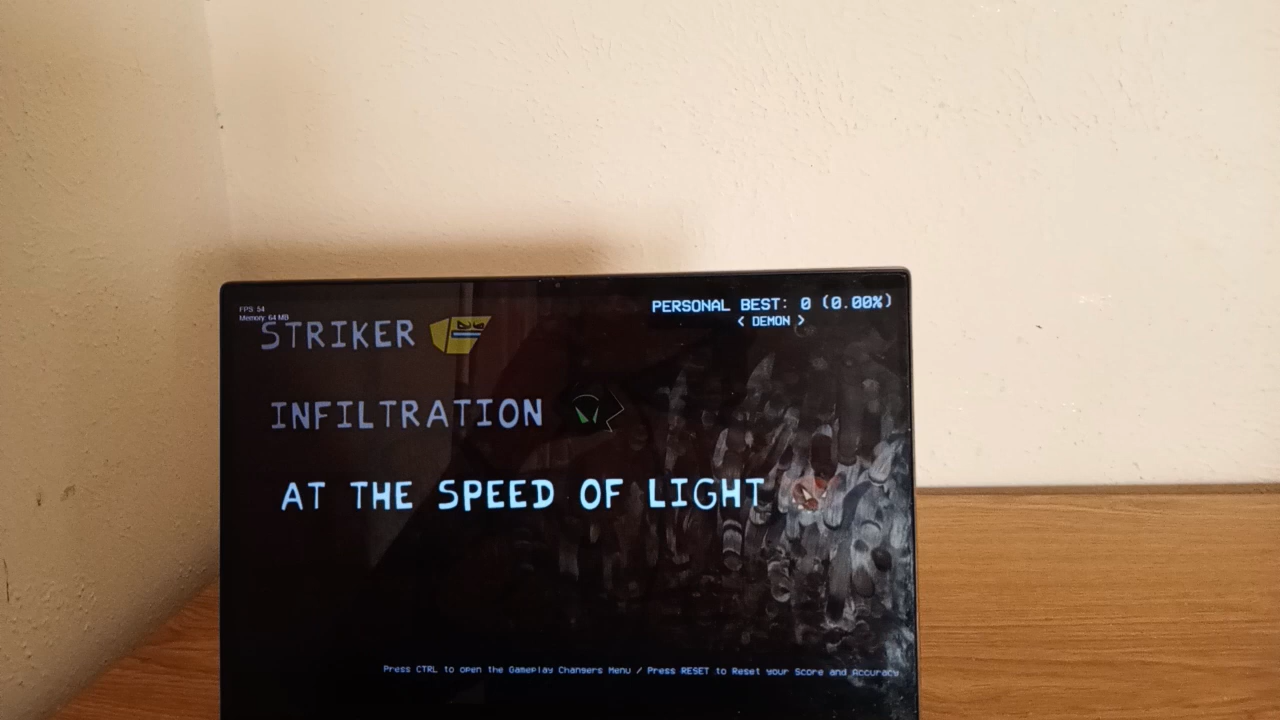 FPS: 54
Memory: 64 MB
PERSONAL BEST: 0 (0.00%)
< DEMON >
STRIKER
INFILTRATION
AT THE SPEED OF LIGHT
Press CTRL to open the Gameplay Changers Menu / Press RESET to Reset your Score and Accuracy